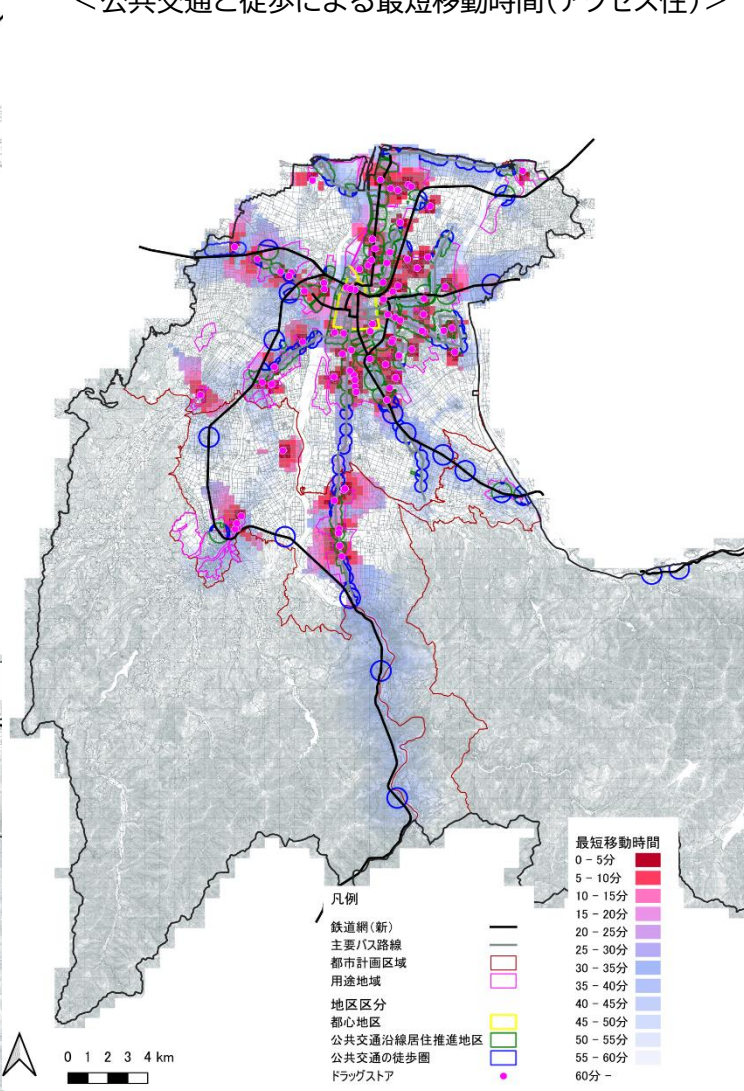 ＜公共交通と徒歩による最短移動時間(アクセス性)＞
0 1 2 3 4 km
凡例
鉄道網(新)
主要バス路線
都市計画区域
用途地域
地区区分
都心地区
公共交通沿線居住推進地区
公共交通の徒歩圏
ドラッグストア
最短移動時間
0 - 5分
5 - 10分
10 - 15分
15 - 20分
20 - 25分
25 - 30分
30 - 35分
35 - 40分
40 - 45分
45 - 50分
50 - 55分
55 - 60分
60分 -